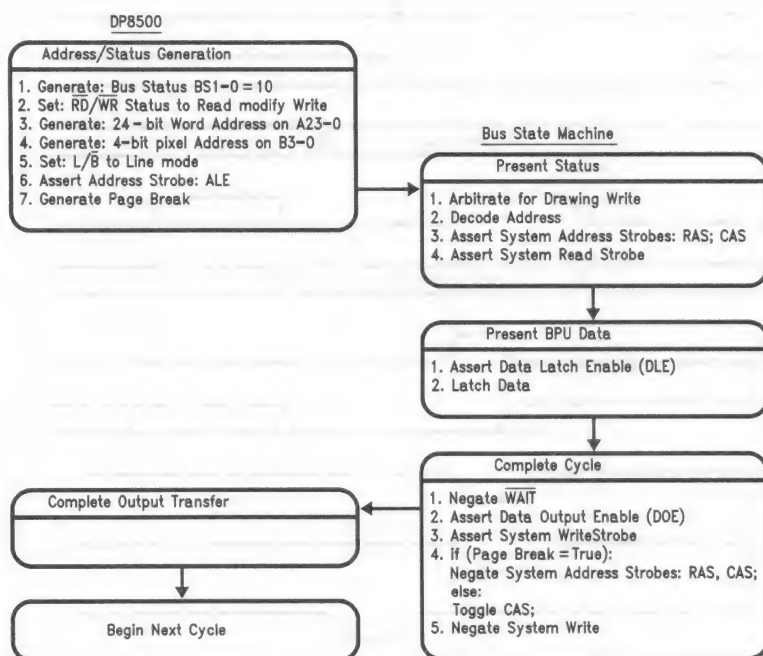 DP8500
Address/Status Generation
1. Generate: Bus Status BS1-0 = 10
2. Set: R̅D̅/W̅R̅ Status to Read modify Write
3. Generate: 24-bit Word Address on A23-0
4. Generate: 4-bit pixel Address on B3-0
5. Set: L/B̅ to Line mode
6. Assert Address Strobe: ALE
7. Generate Page Break
Bus State Machine
Present Status
1. Arbitrate for Drawing Write
2. Decode Address
3. Assert System Address Strobes: RAS; CAS
4. Assert System Read Strobe
Present BPU Data
1. Assert Data Latch Enable (DLE)
2. Latch Data
Complete Cycle
1. Negate W̅A̅I̅T̅
2. Assert Data Output Enable (DOE)
3. Assert System WriteStrobe
4. if (Page Break = True):
Negate System Address Strobes: RAS, CAS;
else:
Toggle CAS;
5. Negate System Write
Complete Output Transfer
Begin Next Cycle